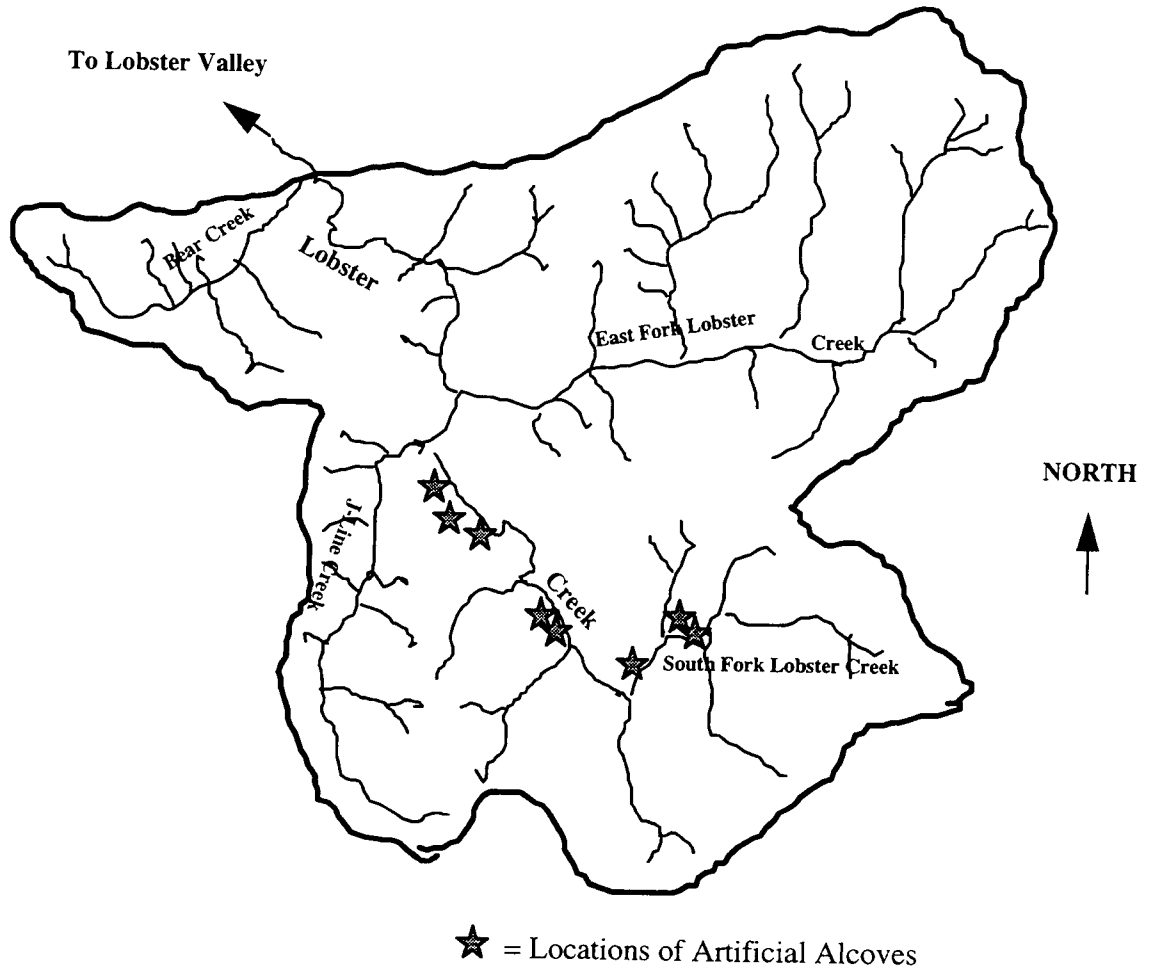 To Lobster Valley
Bear Creek
Lobster
East Fork Lobster
Creek
NORTH
J-Line Creek
Creek
South Fork Lobster Creek
= Locations of Artificial Alcoves